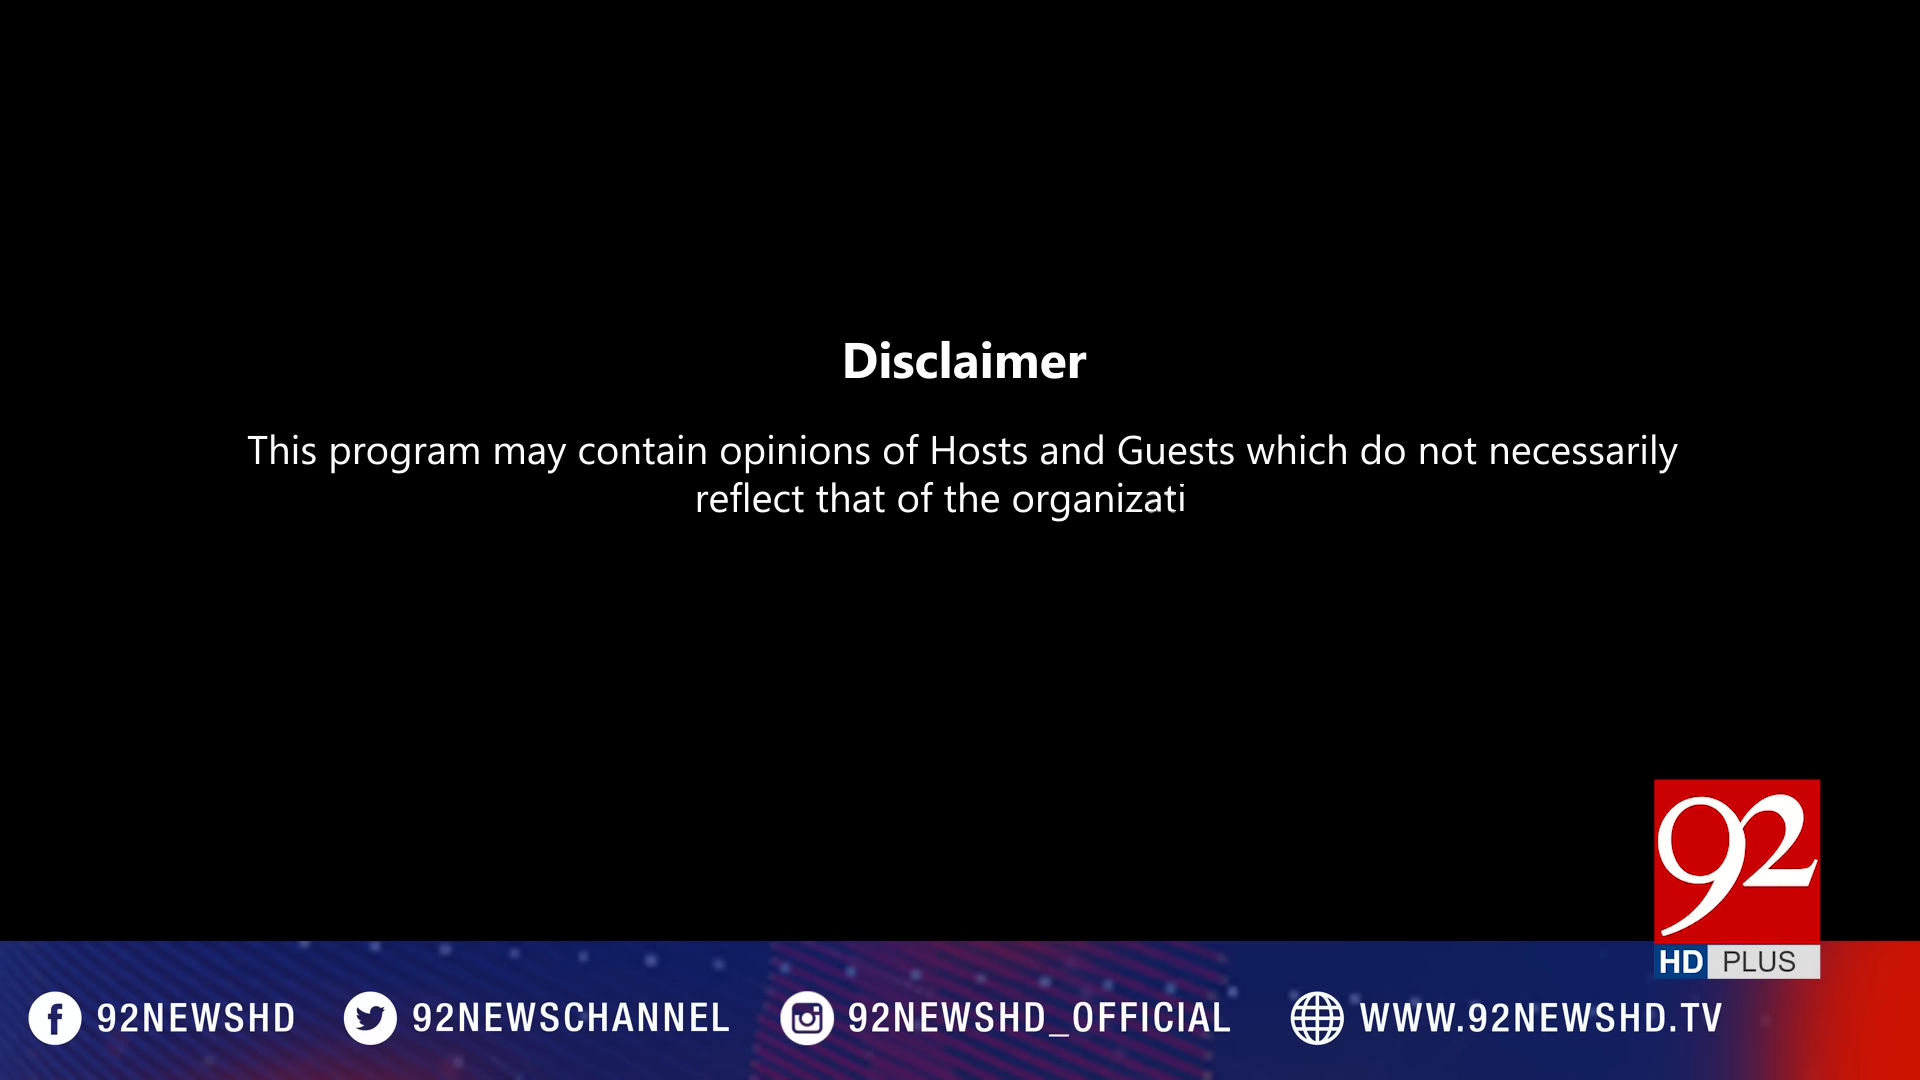 Disclaimer
This program may contain opinions of Hosts and Guests which do not necessarily
reflect that of the organizati
92
HD PLUS
92NEWSHD 92NEWSCHANNEL 92NEWSHD_OFFICIAL WWW.92NEWSHD.TV